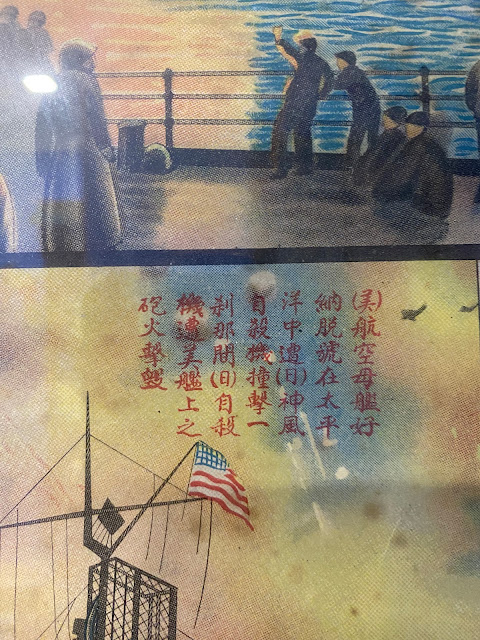 (美)航空母艦好
納脫號在太平
洋中遭(日)神風
自殺機撞擊一
刹那間(日)自殺
機遭美艦上之
砲火擊毀